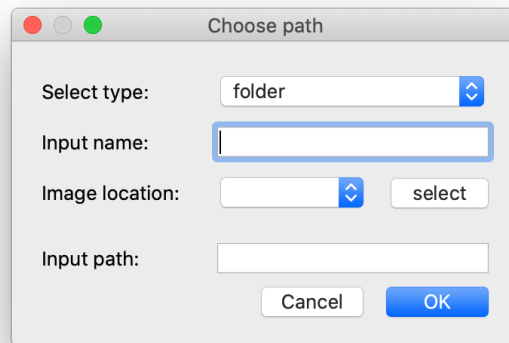 Choose path
Select type: folder
Input name:
Image location: select
Input path:
Cancel OK